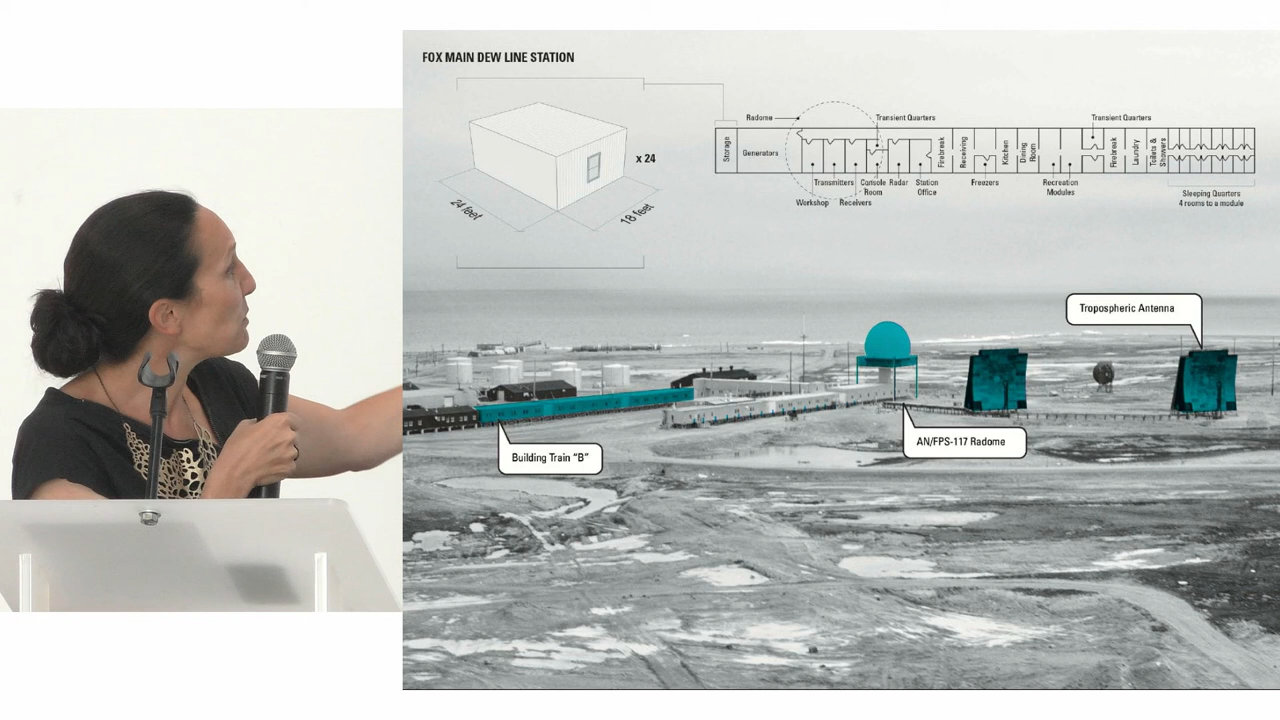 FOX MAIN DEW LINE STATION
x 24
24 feet
18 feet
Radome
Transient Quarters
Transient Quarters
Storage
Generators
Firebreak
Receiving
Kitchen
Dining
Room
Firebreak
Laundry
Toilets &
Showers
Transmitters
Console
Room
Radar
Station
Office
Freezers
Recreation
Modules
Workshop
Receivers
Sleeping Quarters
4 rooms to a module
Tropospheric Antenna
AN/FPS-117 Radome
Building Train "B"